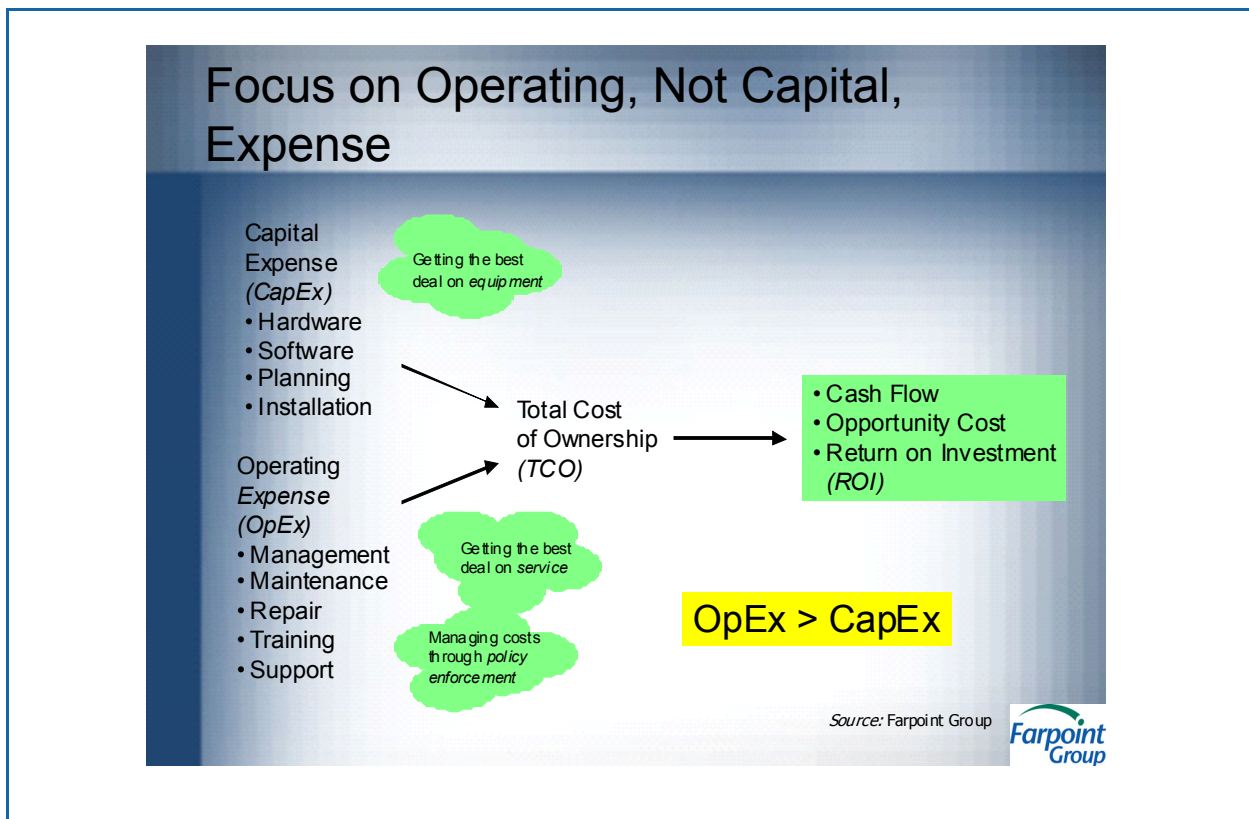 Focus on Operating, Not Capital,
Expense
Capital
Expense
(CapEx)
• Hardware
• Software
• Planning
• Installation
Getting the best
deal on equipment
Operating
Expense
(OpEx)
• Management
• Maintenance
• Repair
• Training
• Support
Getting the best
deal on service
Managing costs
through policy
enforcement
Total Cost
of Ownership
(TCO)
• Cash Flow
• Opportunity Cost
• Return on Investment
(ROI)
OpEx > CapEx
Source: Farpoint Group
Farpoint
Group